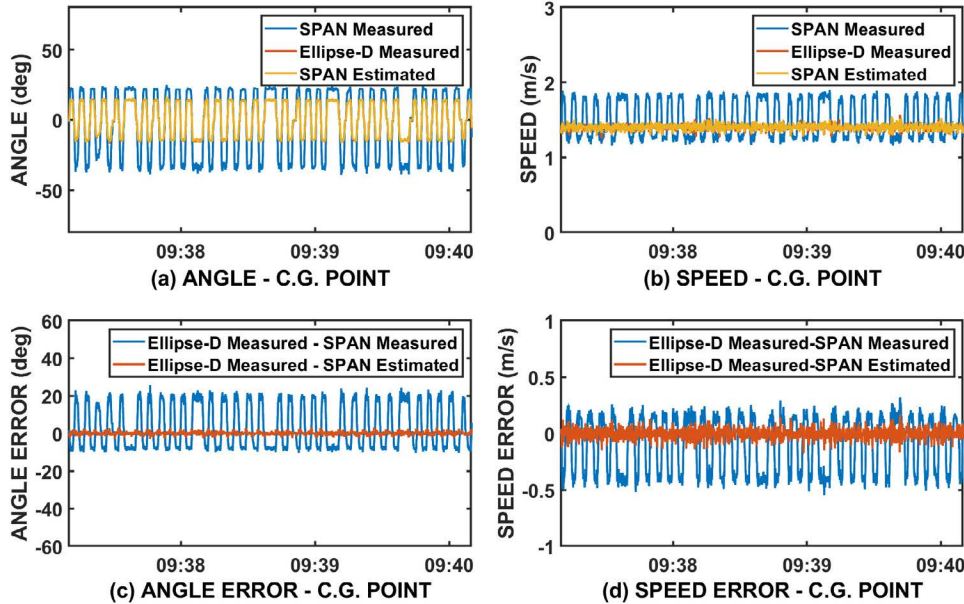 SPAN Measured
Ellipse-D Measured
SPAN Estimated
ANGLE (deg)
50
0
-50
09:38
09:39
09:40
(a) ANGLE - C.G. POINT
SPAN Measured
Ellipse-D Measured
SPAN Estimated
SPEED (m/s)
3
2
1
0
09:38
09:39
09:40
(b) SPEED - C.G. POINT
Ellipse-D Measured - SPAN Measured
Ellipse-D Measured - SPAN Estimated
ANGLE ERROR (deg)
60
40
20
0
-20
-40
-60
09:38
09:39
09:40
(c) ANGLE ERROR - C.G. POINT
Ellipse-D Measured-SPAN Measured
Ellipse-D Measured-SPAN Estimated
SPEED ERROR (m/s)
1
0.5
0
-0.5
-1
09:38
09:39
09:40
(d) SPEED ERROR - C.G. POINT